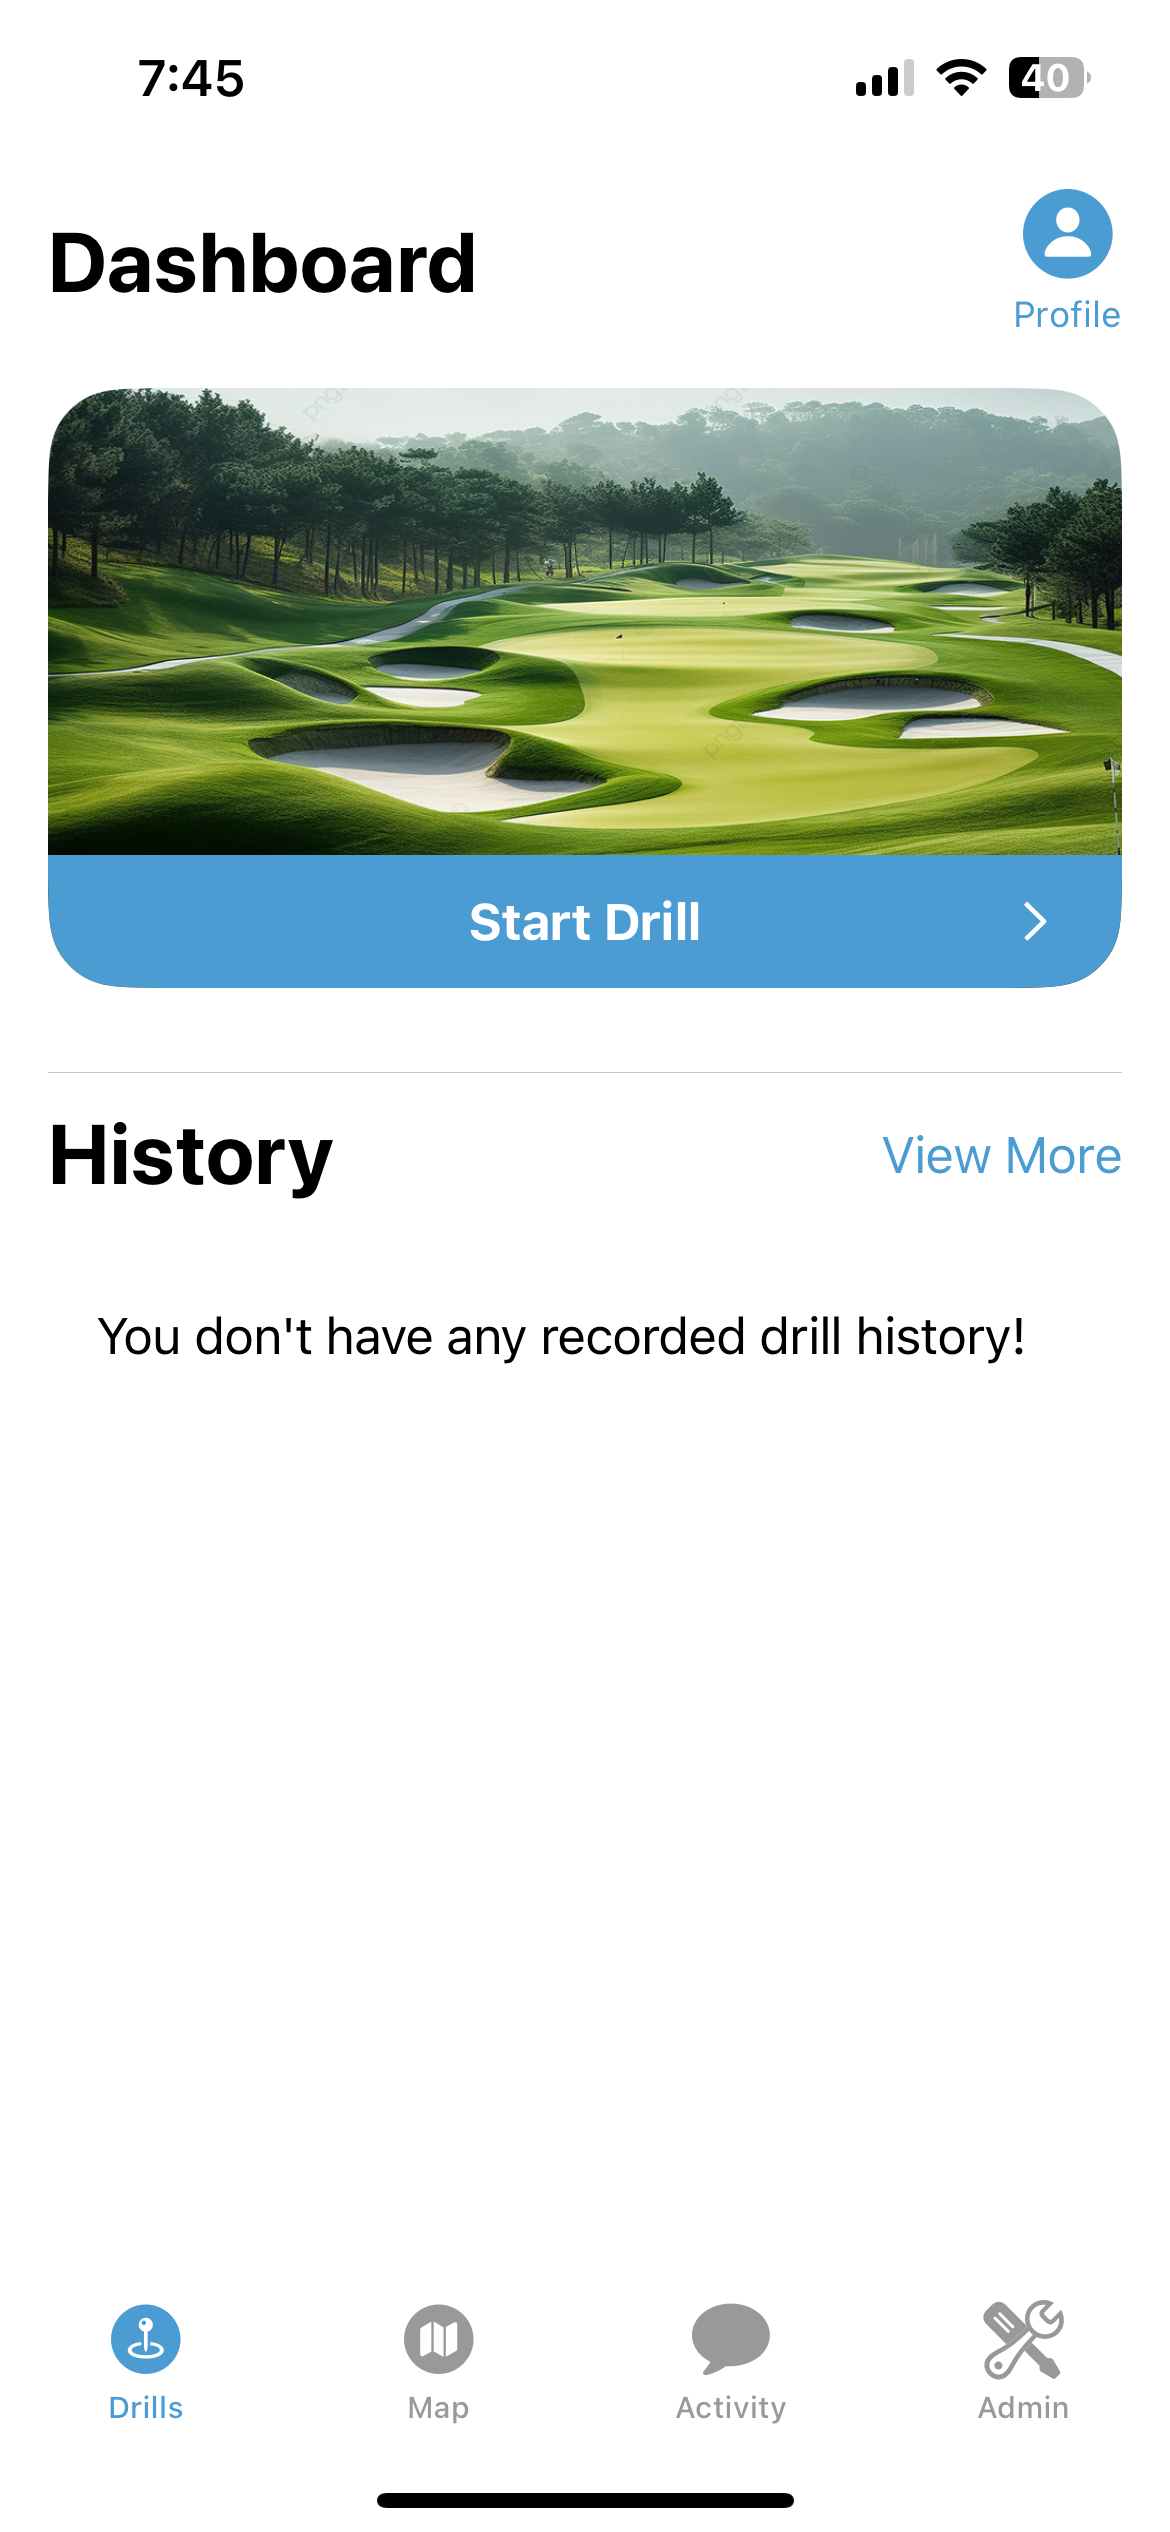 7:45
40
Dashboard
Profile
Start Drill
History
View More
You don't have any recorded drill history!
Drills
Map
Activity
Admin